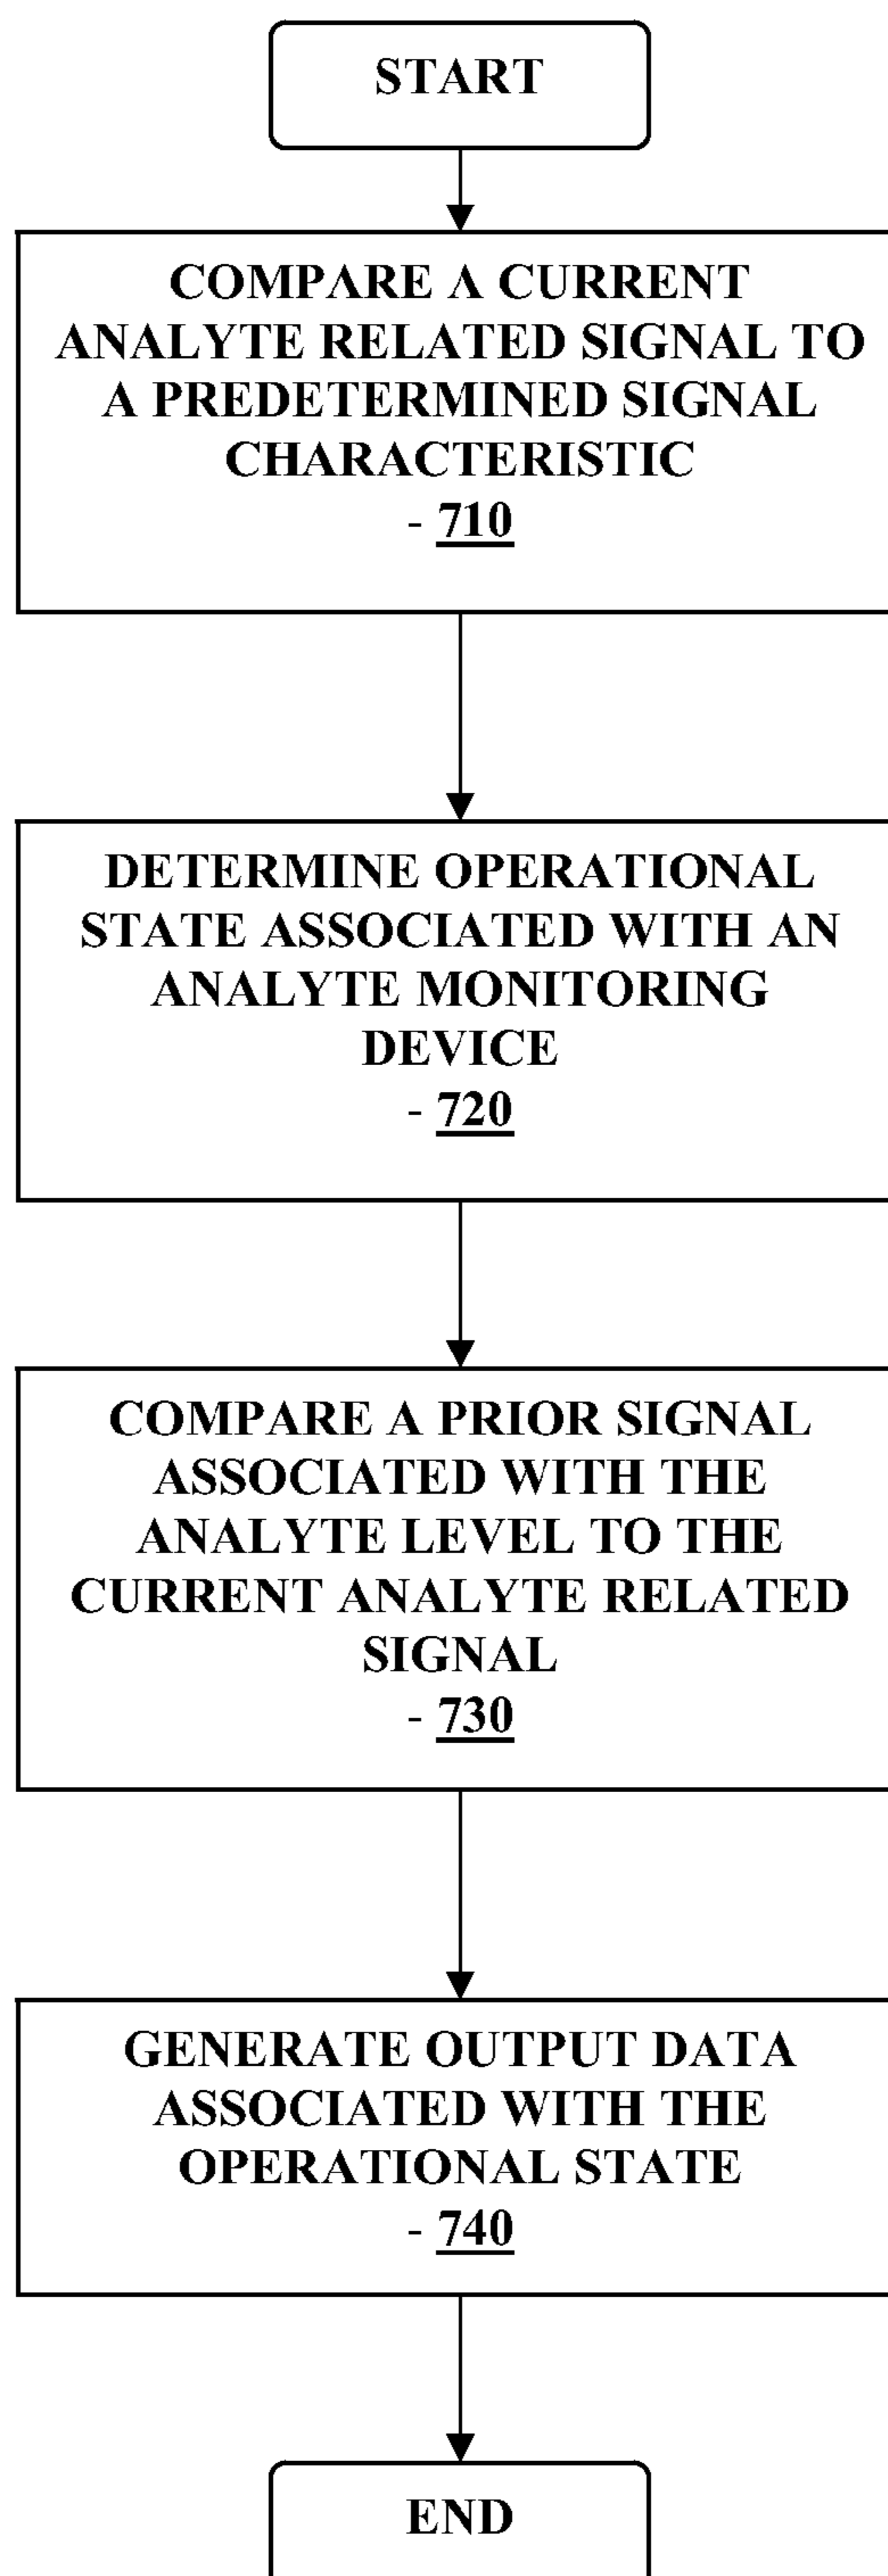 START
COMPARE A CURRENT
ANALYTE RELATED SIGNAL TO
A PREDETERMINED SIGNAL
CHARACTERISTIC
- 710
DETERMINE OPERATIONAL
STATE ASSOCIATED WITH AN
ANALYTE MONITORING
DEVICE
- 720
COMPARE A PRIOR SIGNAL
ASSOCIATED WITH THE
ANALYTE LEVEL TO THE
CURRENT ANALYTE RELATED
SIGNAL
- 730
GENERATE OUTPUT DATA
ASSOCIATED WITH THE
OPERATIONAL STATE
- 740
END